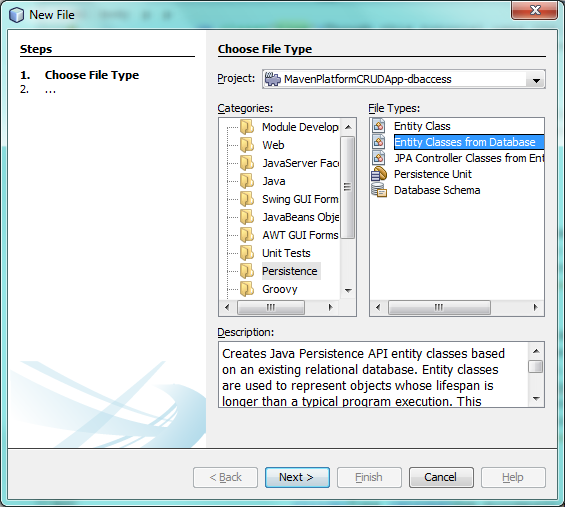 New File
Steps
1. Choose File Type
2. ...
Choose File Type
Project: MavenPlatformCRUDApp-dbaccess
Categories:
Module Develop
Web
JavaServer Fac
Java
Swing GUI Form
JavaBeans Obje
AWT GUI Forms
Unit Tests
Persistence
Groovy
File Types:
Entity Class
Entity Classes from Database
JPA Controller Classes from Ent
Persistence Unit
Database Schema
Description:
Creates Java Persistence API entity classes based
on an existing relational database. Entity classes
are used to represent objects whose lifespan is
longer than a typical program execution. This
< Back
Next >
Finish
Cancel
Help